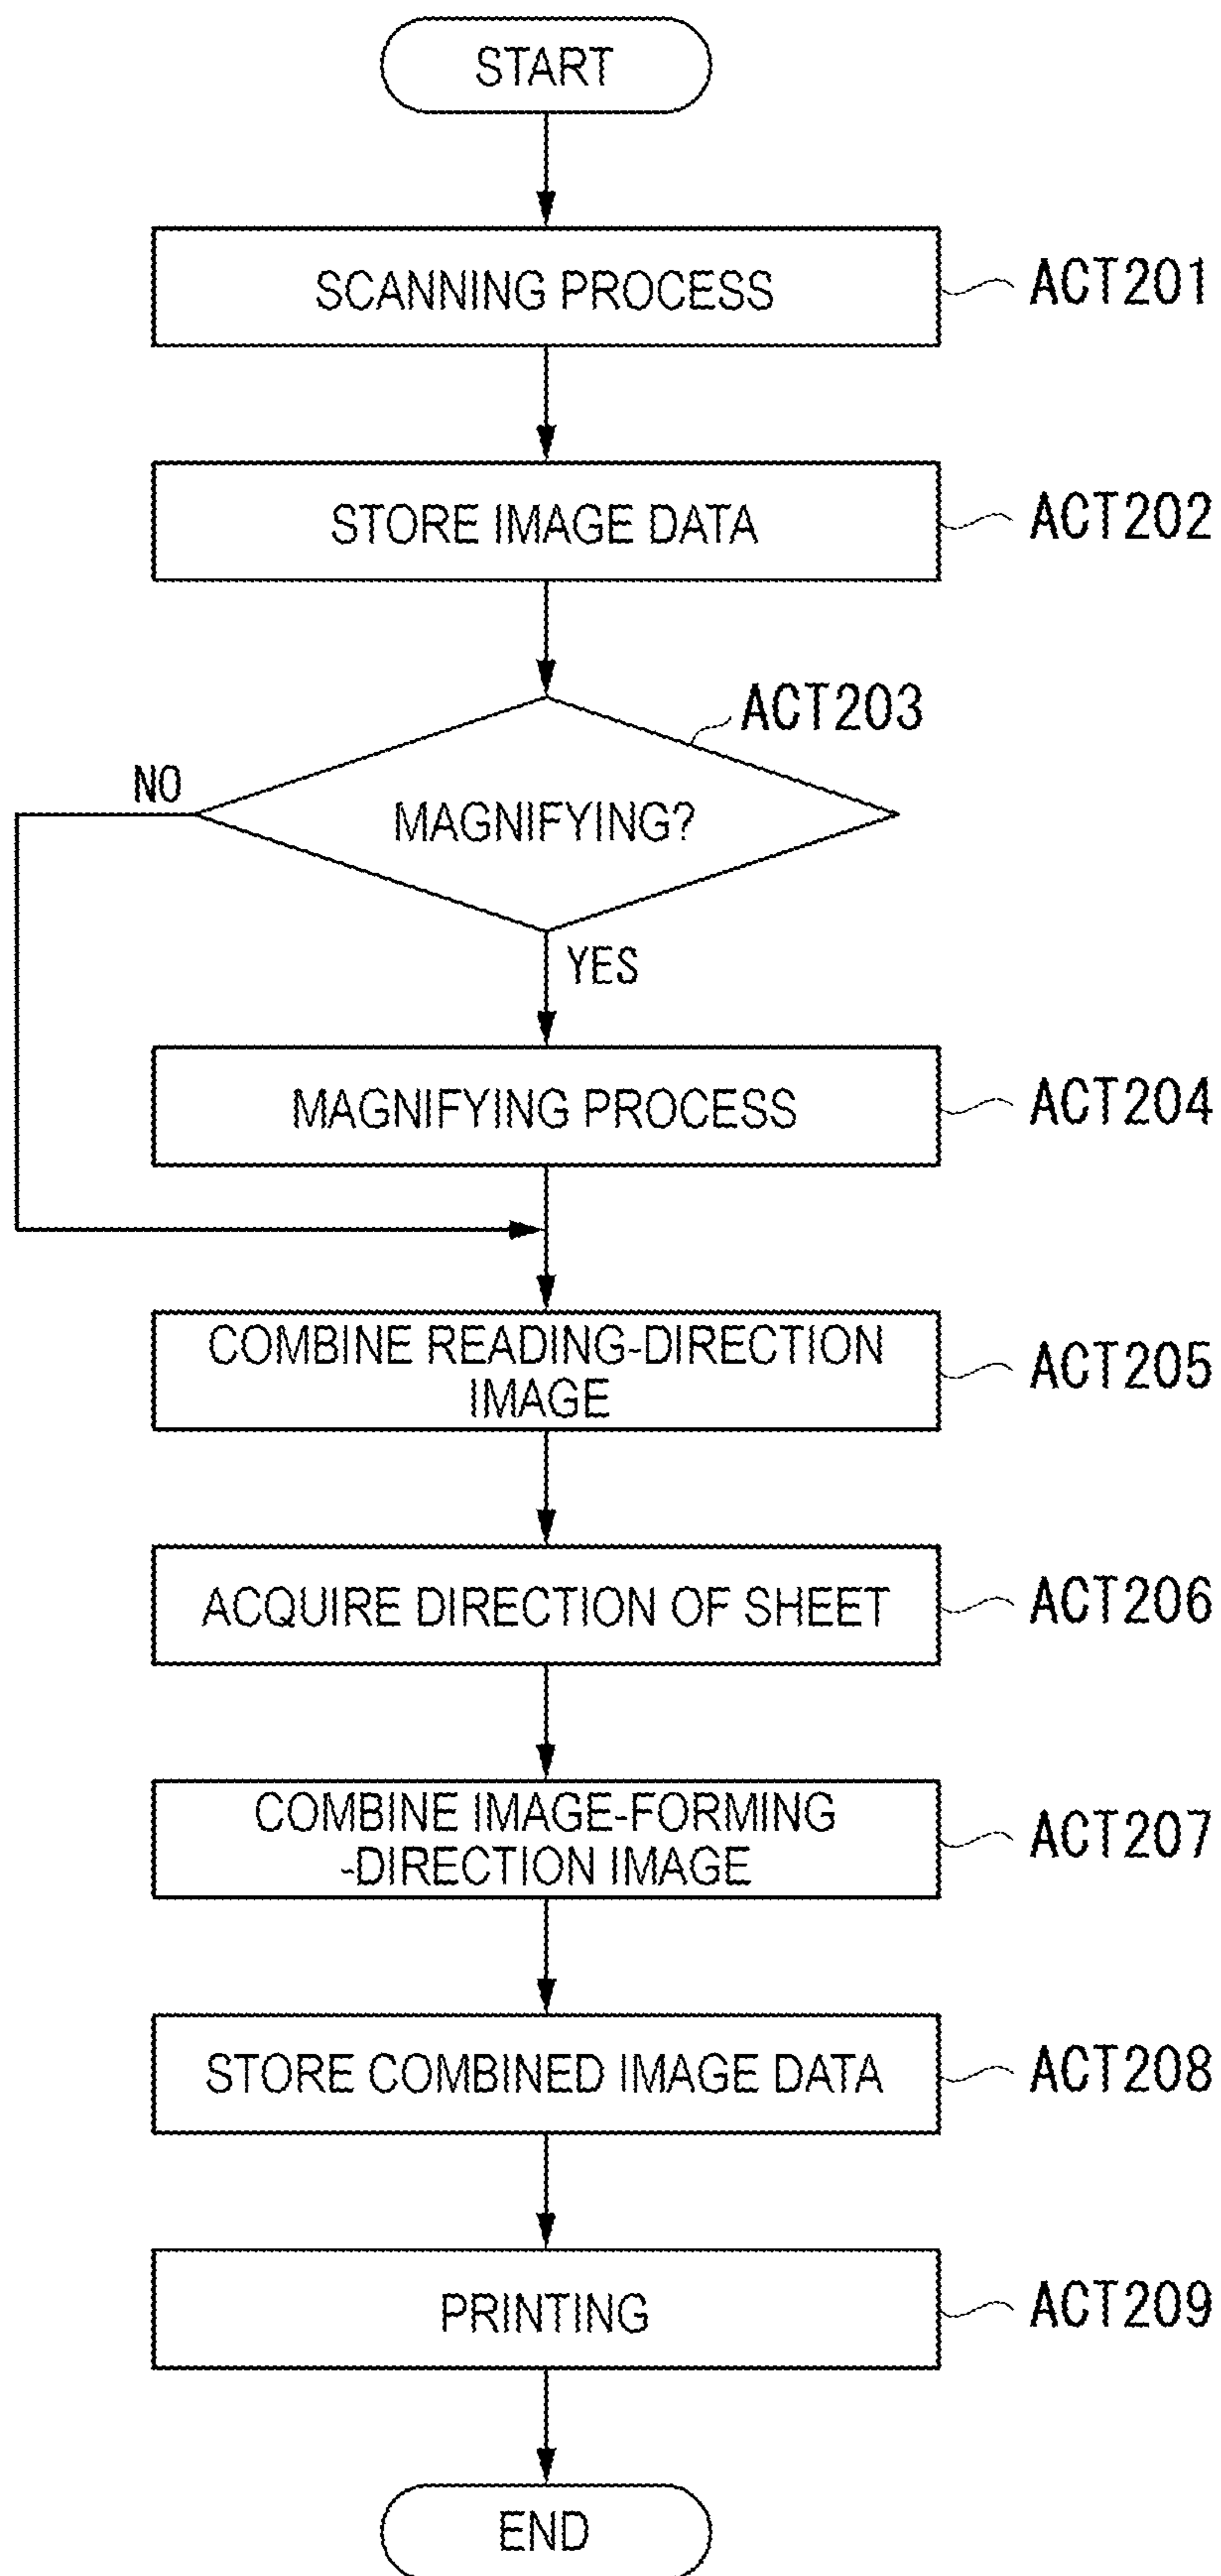 START
SCANNING PROCESS
ACT201
STORE IMAGE DATA
ACT202
ACT203
NO
MAGNIFYING?
YES
MAGNIFYING PROCESS
ACT204
COMBINE READING-DIRECTION
IMAGE
ACT205
ACQUIRE DIRECTION OF SHEET
ACT206
COMBINE IMAGE-FORMING
-DIRECTION IMAGE
ACT207
STORE COMBINED IMAGE DATA
ACT208
PRINTING
ACT209
END